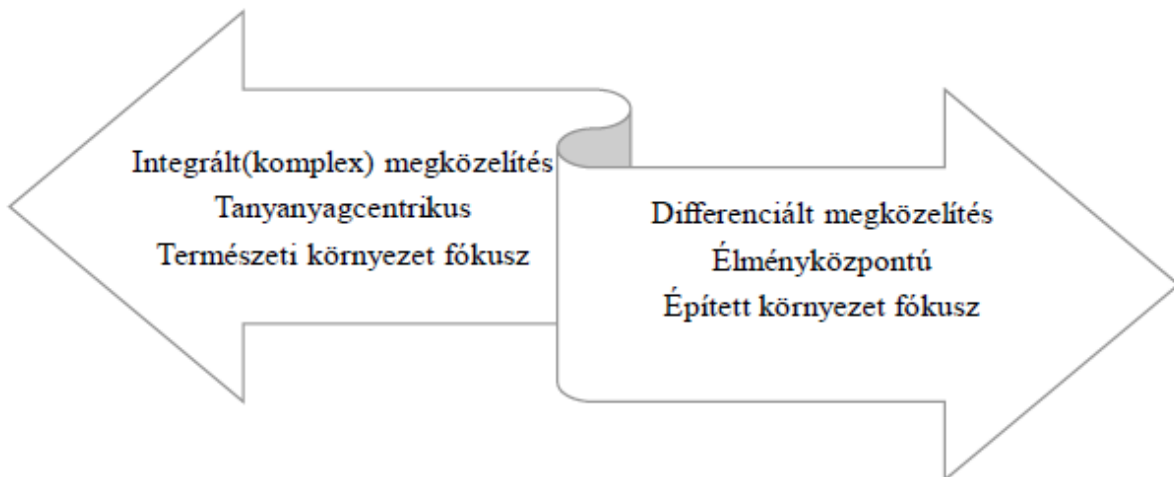 Integrált(komplex) megközelítés
Tanyanyagcentrikus
Természeti környezet fókusz
Differenciált megközelítés
Élményközpontú
Épített környezet fókusz